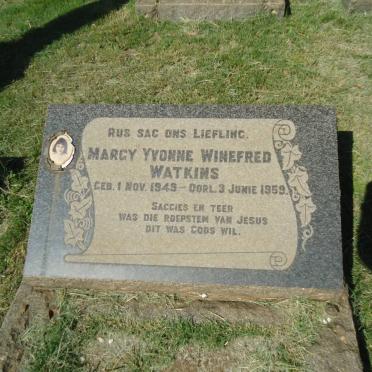 RUS SAG ONS LIEFLING.
MARGY YVONNE WINEFRED
WATKINS
GEB. 1 NOV. 1949 - OORL. 3 JUNIE 1959.
SAGGIES EN TEER
WAS DIE ROEPSTEM VAN JESUS
DIT WAS GODS WIL.